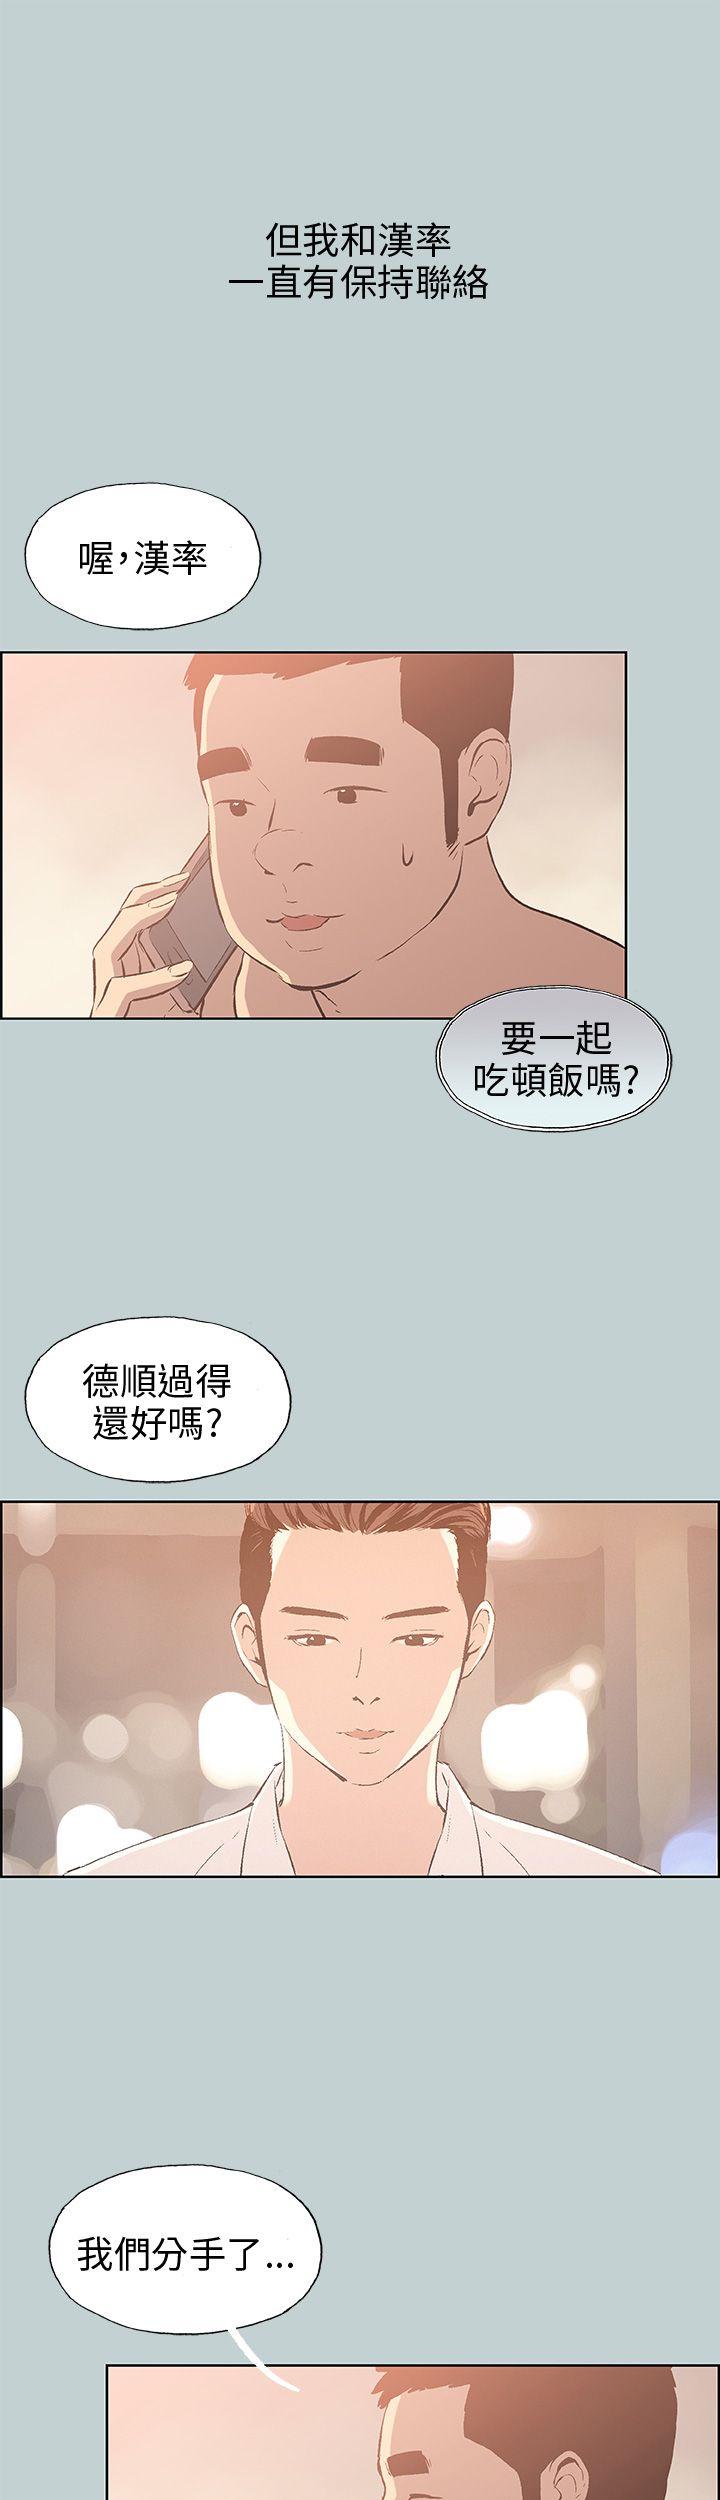 但我和漢率
一直有保持聯絡
喔，漢率
要一起
吃頓飯嗎？
德順過得
還好嗎？
我們分手了...